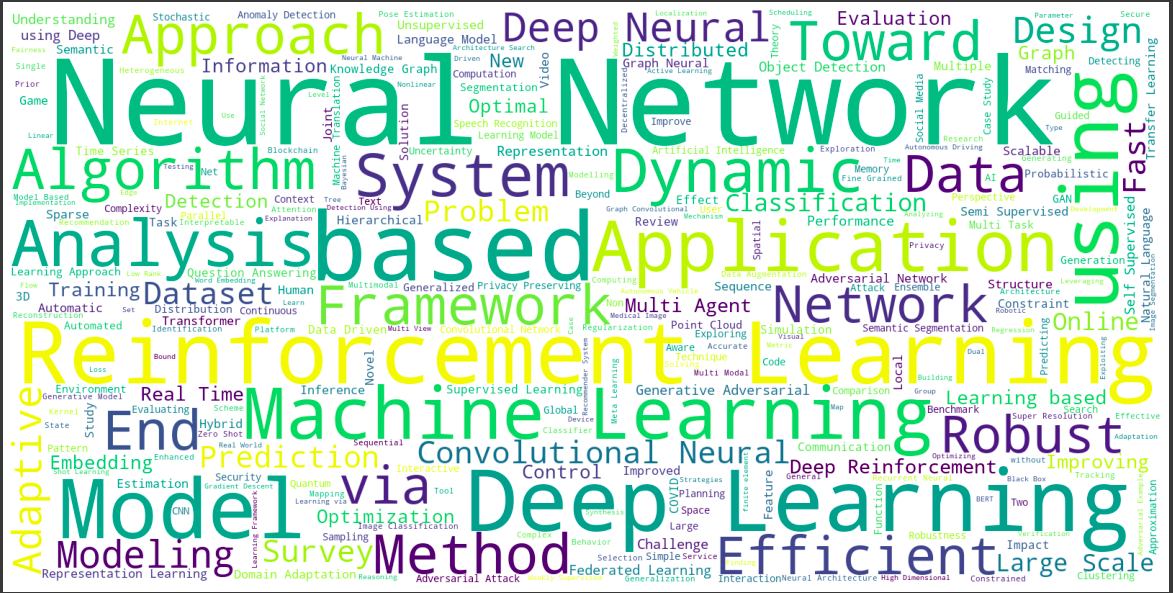 Understanding
using Deep
Stochastic
Anomaly Detection
Pose Estimation
Unsupervised
Localization
Scheduling
Evaluation
Parameter
Secure
Approach
Language Model
Deep Neural
Toward
Design
Fairness
Semantic
Architecture Search
Weighted
Theory
Distributed
Graph
Information
Neural Machine
Driven
New
Video
Graph Neural
Multiple
Matching
Detecting
Single
Heterogeneous
Knowledge Graph
Computation
Active Learning
Object Detection
Prior
Level
Nonlinear
Segmentation
Decentralized
Neural Network
using
Transfer Learning
Game
Social Network
Joint
Machine Translation
Solution
Optimal
Social Media
Case Study
Guided
Internet
Use
Speech Recognition
Improve
Type
Linear
Learning Model
Research
Fast
Algorithm
Time Series
Blockchain
Bayesian
Uncertainty
Representation
Artificial Intelligence
Exploration
Autonomous Driving
Scalable
Generating
Testing
Net
System
Modelling
Dynamic
Memory
Time
Data
AI
Probabilistic
Fine Grained
Model Based
Implementation
Edge
Detection
Context
Tree
Text
Beyond
Effect
Classification
Perspective
GAN
Development
Sparse
Complexity
Parallel
Attention
Detection Using
Problem
Graph Convolutional
User
Semi Supervised
Recommendation
Task
Interpretable
Explanation
Hierarchical
Review
Mechanism
Performance
Analyzing
Multi Task
Self Supervised
Natural Language
Image Segmentation
Analysis
based
Application
Spatial
Privacy
Generation
Learning Approach
Low Rank
Question Answering
Computing
Data Augmentation
Adversarial Network
Leveraging
Flow
Word Embedding
Multimodal
Generalized
Privacy Preserving
Autonomous Vehicle
Sequence
Attack
Ensemble
Structure
Architecture
3D
Training
Dataset
Human
Reconstruction
Set
Learn
Framework
Non
Multi Agent
Network
Constraint
Automatic
Distribution
Continuous
Medical Image
Robotic
Automated
Transformer
Case
Point Cloud
Online
Identification
Platform
Data Driven
Multi View
Convolutional Network
Regularization
Exploring
Simulation
Semantic Segmentation
Regression
Predicting
Exploiting
Reinforcement Learning
Bound
Novel
Recommender System
Aware
Accurate
Visual
Technique
Metric
Dual
Loss
Solving
Code
Local
Multi Modal
Building
Adaptive
Environment
Real Time
Inference
Supervised Learning
Meta Learning
Generative Adversarial
Comparison
Group
Learning based
Generative Model
Kernel
Study
Evaluating
Scheme
Machine Learning
Global
Device
Map
Benchmark
Search
Effective
Super Resolution
State
End
Hybrid
Zero Shot
Classifier
Robust
Adaptation
Pattern
Real World
Sequential
Convolutional Neural
Communication
Optimizing
Embedding
Enhanced
Prediction
Interactive
Control
Improved
Deep Reinforcement
without
Improving
Shot Learning
Security
Strategies
General
Recurrent Neural
Black Box
Tracking
Estimation
Gradient Descent
Quantum
via
Tool
finite element
Feature
COVID
Planning
Function
BERT
Two
Adversarial Example
Approximation
Model
CNN
Mapping
Learning via
Deep Learning
Space
Learning Framework
Optimization
Synthesis
Large
Image Classification
Sampling
Complex
Behavior
Challenge
Robustness
Verification
Impact
Modeling
Survey
Method
Selection
Simple
Service
Efficient
Large Scale
Representation Learning
Domain Adaptation
Reasoning
Adversarial Attack
Weakly Supervised
Federated Learning
Generalization
Finding
Interaction
Neural Architecture
High Dimensional
Constrained
Clustering